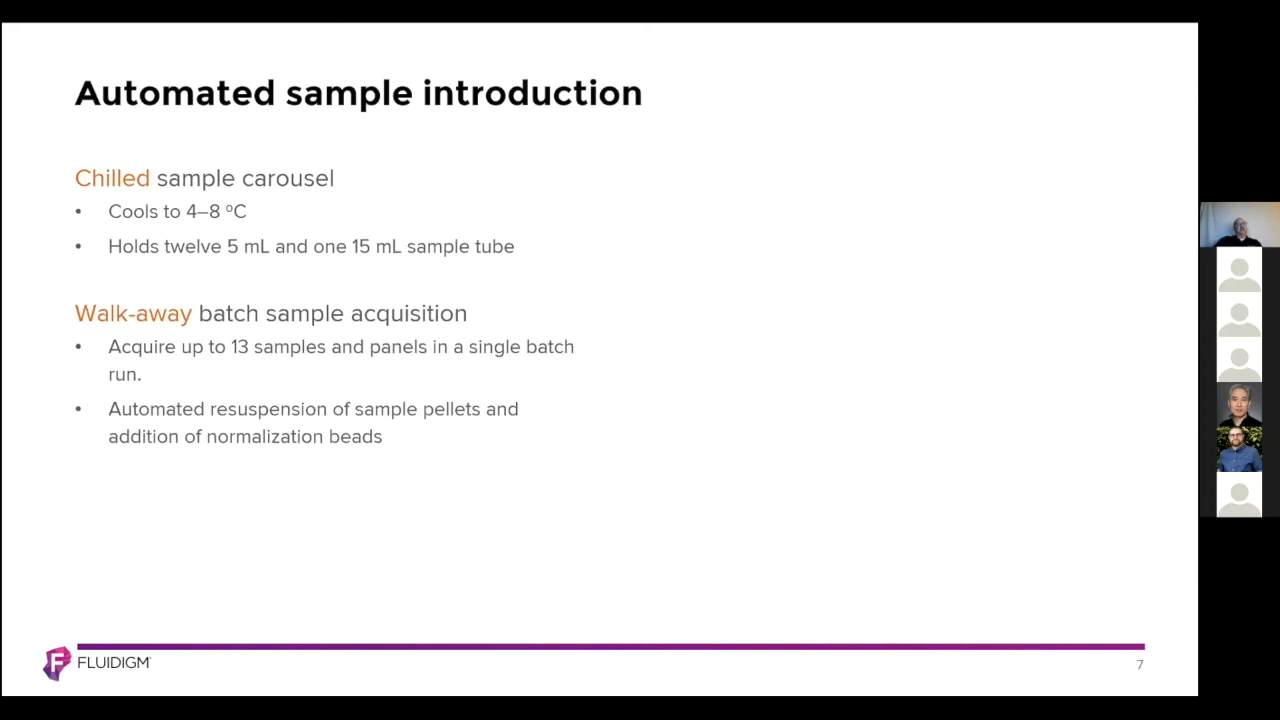 Automated sample introduction
Chilled sample carousel
• Cools to 4–8 ºC
• Holds twelve 5 mL and one 15 mL sample tube
Walk-away batch sample acquisition
• Acquire up to 13 samples and panels in a single batch
run.
• Automated resuspension of sample pellets and
addition of normalization beads
F FLUIDIGM
7